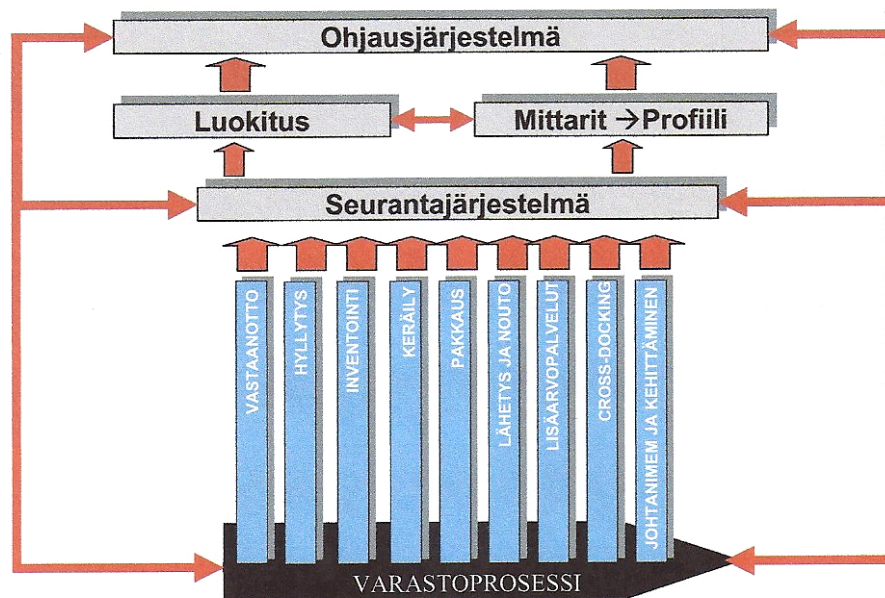 Ohjausjärjestelmä
Luokitus
Mittarit →Profiili
Seurantajärjestelmä
VASTAANOTTO
HYLLYTYS
INVENTOINTI
KERÄILY
PAKKAUS
LÄHETYS JA NOUTO
LISÄARVOPALVELUT
CROSS-DOCKING
JOHTANIMEM JA KEHITTÄMINEN
VARASTOPROSESSI